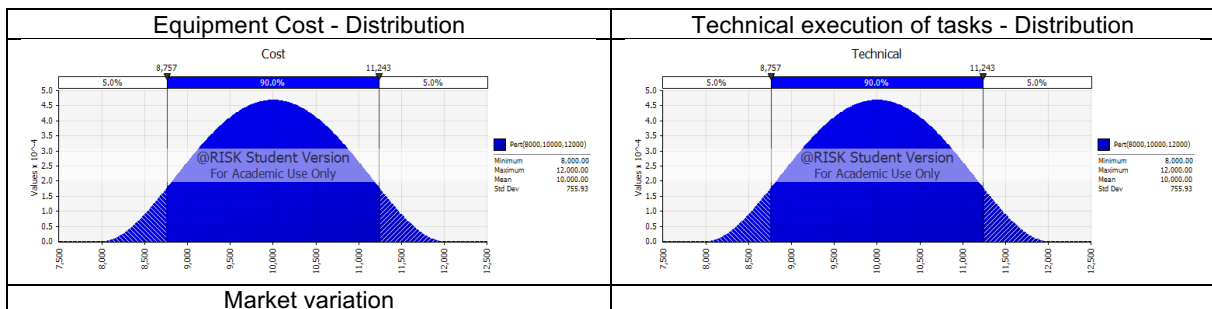 Equipment Cost - Distribution
Technical execution of tasks - Distribution
Cost
8,757 11,243
5.0% 90.0% 5.0%
5.0
4.5
4.0
3.5
3.0
2.5
2.0
1.5
1.0
0.5
0.0
Values x 10^-4
@RISK Student Version
For Academic Use Only
7,500 8,000 8,500 9,000 9,500 10,000 10,500 11,000 11,500 12,000 12,500
Pert(8000,10000,12000)
Minimum 8,000.00
Maximum 12,000.00
Mean 10,000.00
Std Dev 755.93
Technical
8,757 11,243
5.0% 90.0% 5.0%
5.0
4.5
4.0
3.5
3.0
2.5
2.0
1.5
1.0
0.5
0.0
Values x 10^-4
@RISK Student Version
For Academic Use Only
7,500 8,000 8,500 9,000 9,500 10,000 10,500 11,000 11,500 12,000 12,500
Pert(8000,10000,12000)
Minimum 8,000.00
Maximum 12,000.00
Mean 10,000.00
Std Dev 755.93
Market variation